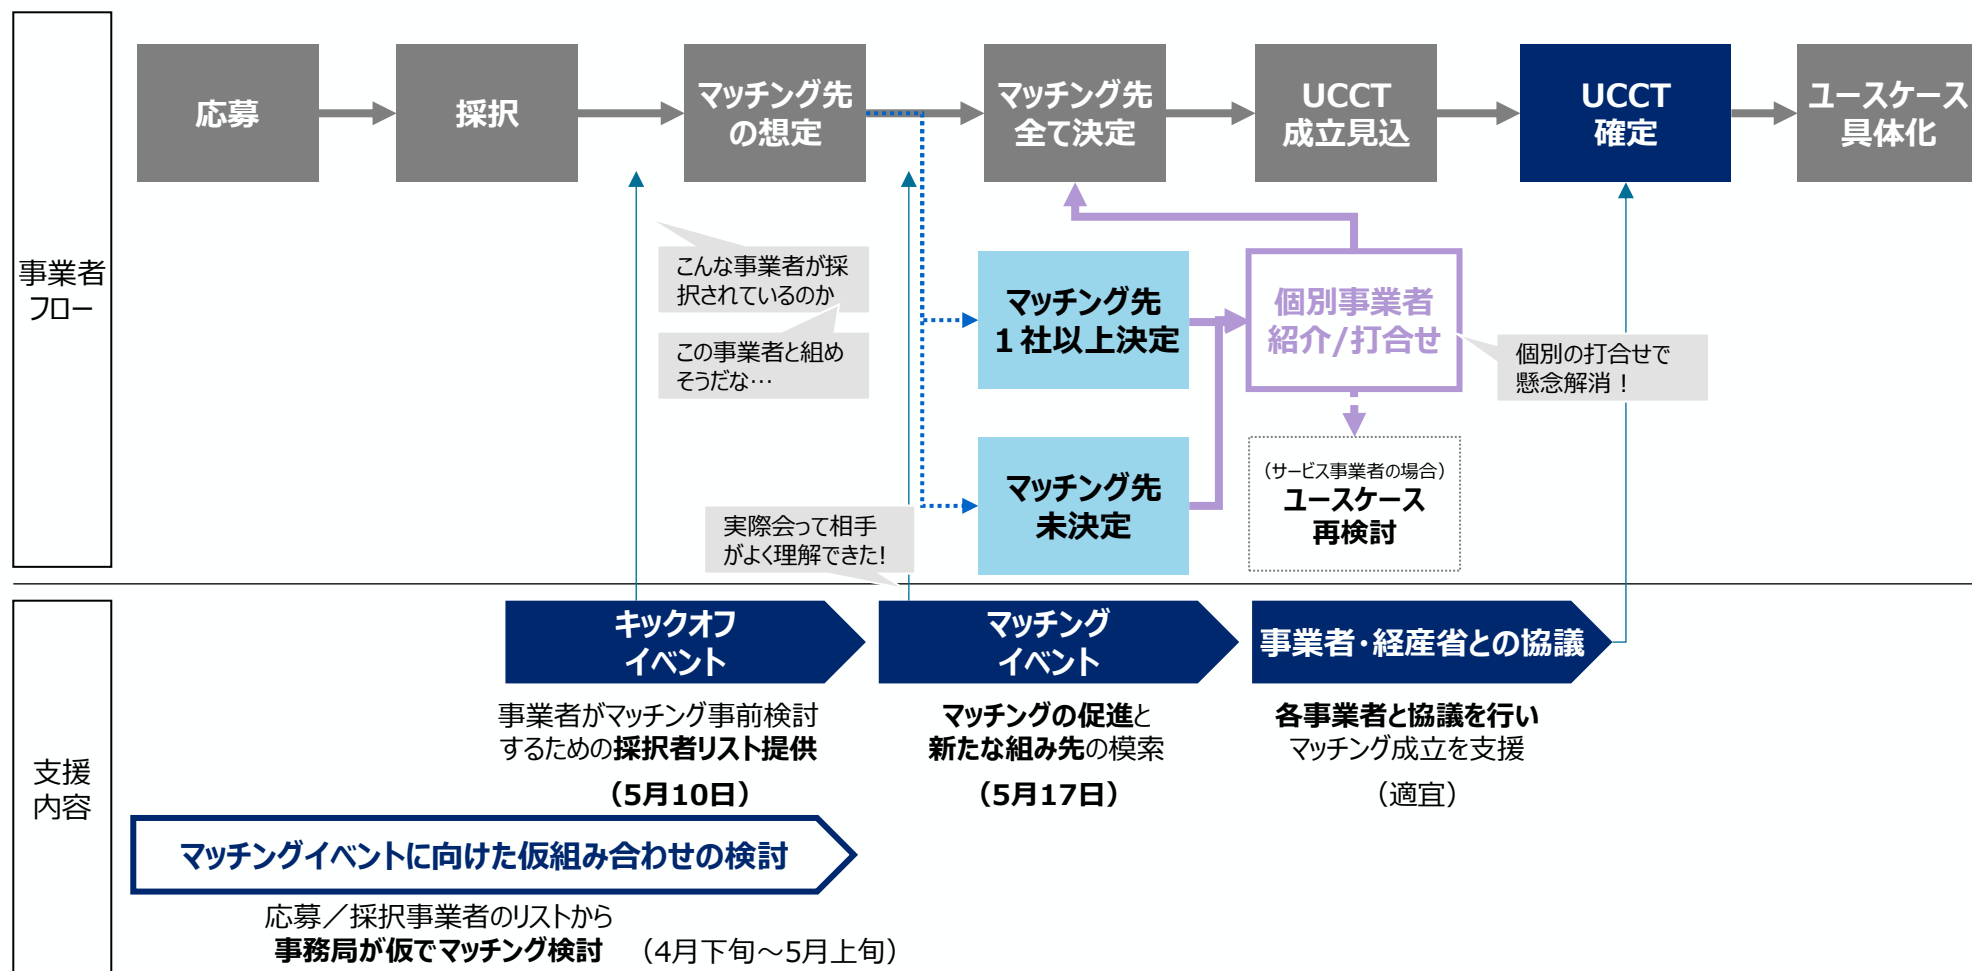 事業者
フロー
応募
採択
マッチング先
の想定
マッチング先
全て決定
UCCT
成立見込
UCCT
確定
ユースケース
具体化
こんな事業者が採
択されているのか
この事業者と組め
そうだな…
マッチング先
１社以上決定
個別事業者
紹介/打合せ
個別の打合せで
懸念解消！
マッチング先
未決定
（サービス事業者の場合）
ユースケース
再検討
実際会って相手
がよく理解できた!
支援
内容
キックオフ
イベント
マッチング
イベント
事業者・経産省との協議
事業者がマッチング事前検討
するための採択者リスト提供
（5月10日）
マッチングの促進と
新たな組み先の模索
（5月17日）
各事業者と協議を行い
マッチング成立を支援
（適宜）
マッチングイベントに向けた仮組み合わせの検討
応募／採択事業者のリストから
事務局が仮でマッチング検討　（4月下旬～5月上旬）